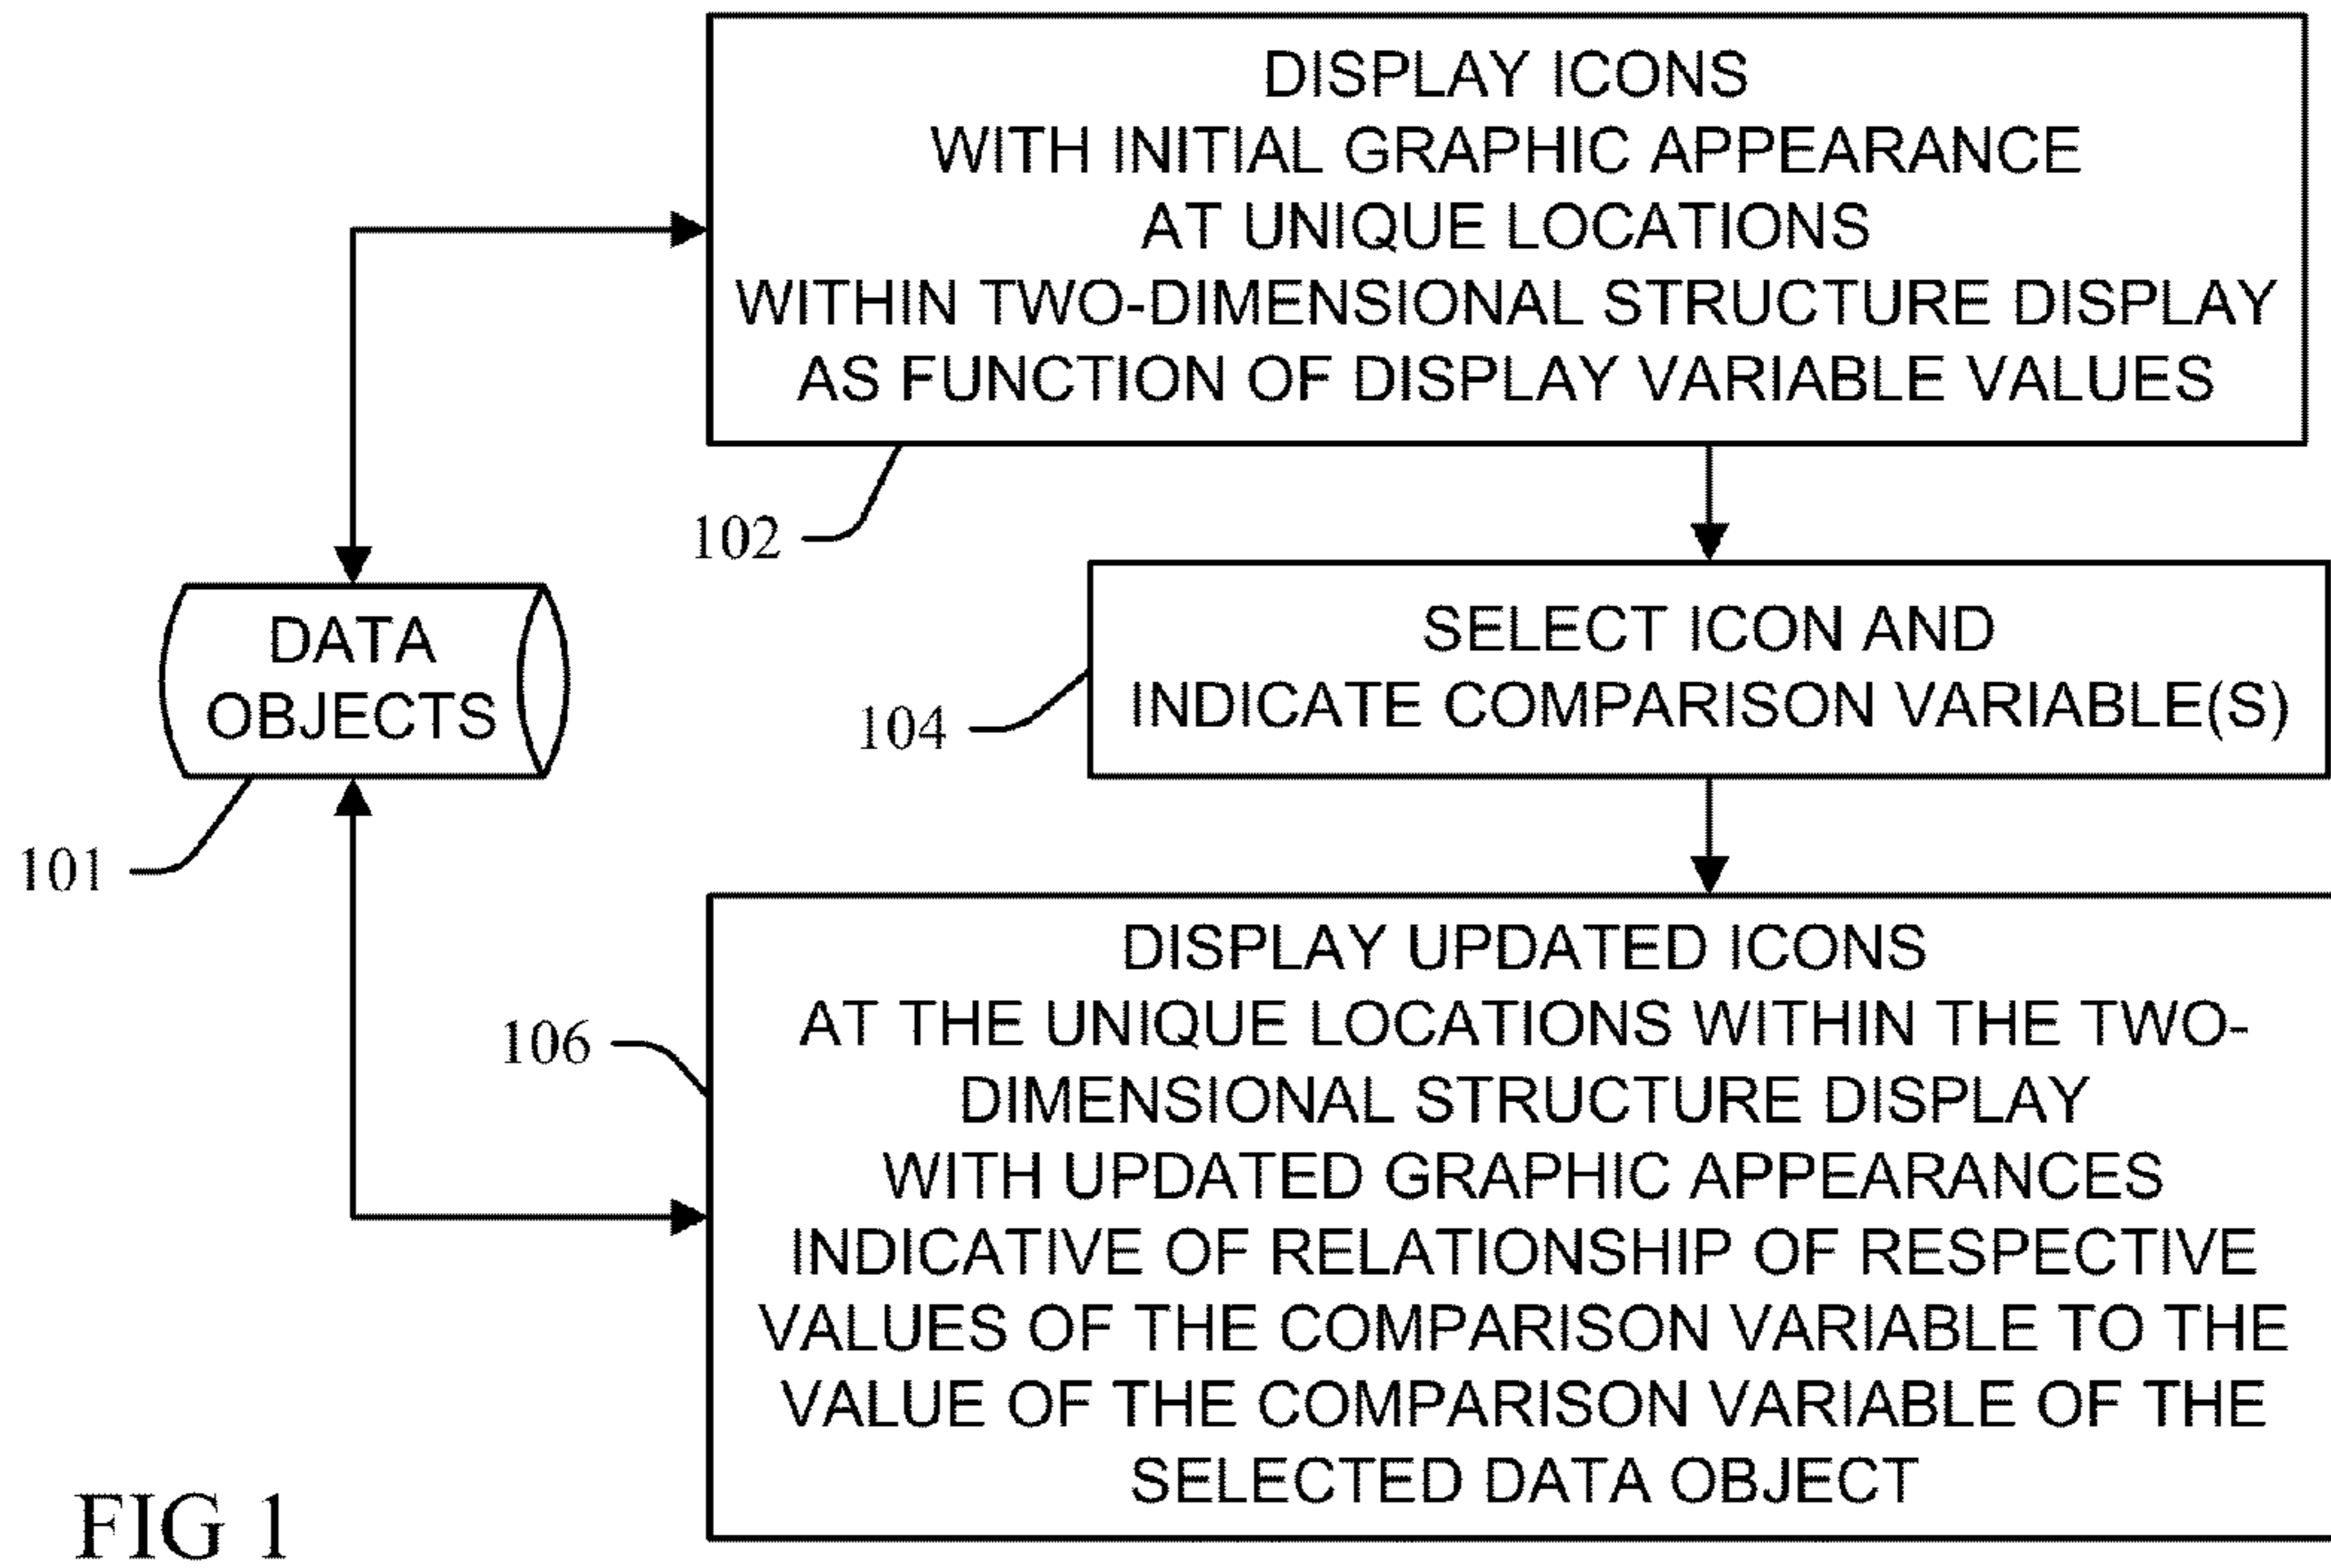 DISPLAY ICONS
WITH INITIAL GRAPHIC APPEARANCE
AT UNIQUE LOCATIONS
WITHIN TWO-DIMENSIONAL STRUCTURE DISPLAY
AS FUNCTION OF DISPLAY VARIABLE VALUES
102
DATA
OBJECTS
101
SELECT ICON AND
INDICATE COMPARISON VARIABLE(S)
104
DISPLAY UPDATED ICONS
AT THE UNIQUE LOCATIONS WITHIN THE TWO-
DIMENSIONAL STRUCTURE DISPLAY
WITH UPDATED GRAPHIC APPEARANCES
INDICATIVE OF RELATIONSHIP OF RESPECTIVE
VALUES OF THE COMPARISON VARIABLE TO THE
VALUE OF THE COMPARISON VARIABLE OF THE
SELECTED DATA OBJECT
106
FIG 1